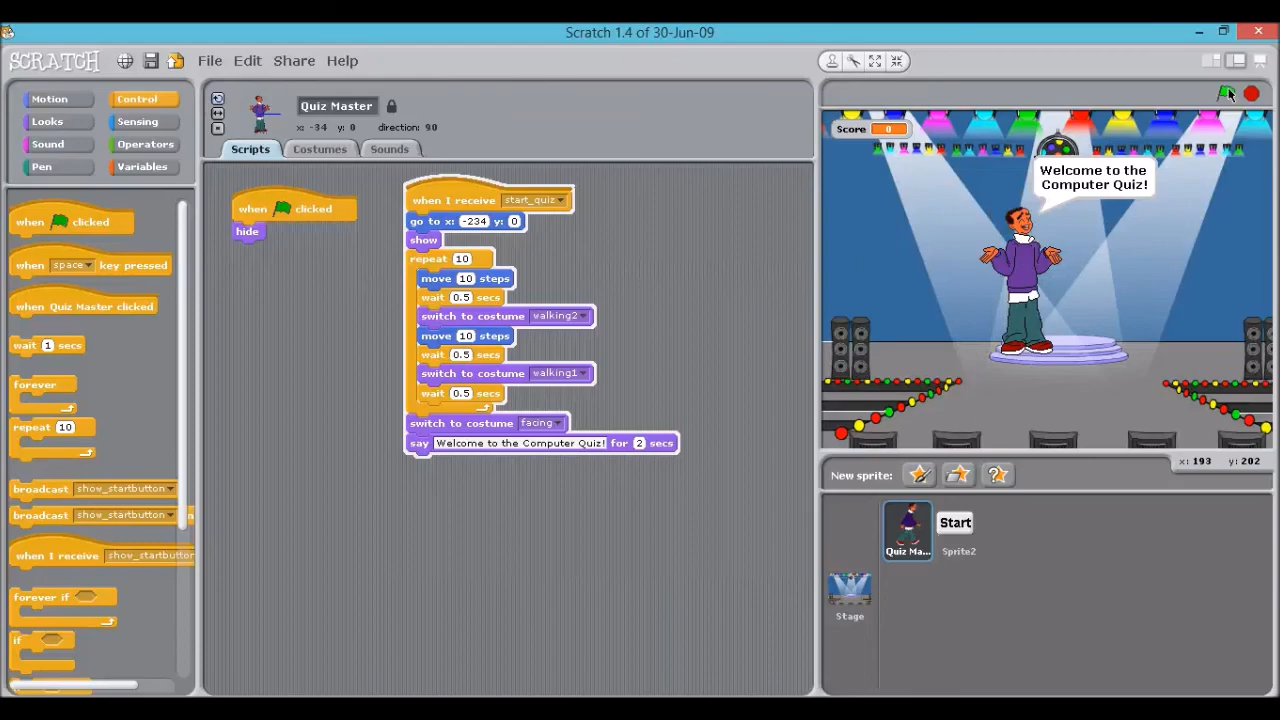 Scratch 1.4 of 30-Jun-09
SCRATCH File Edit Share Help
Motion Control
Looks Sensing
Sound Operators
Pen Variables
when clicked
when space key pressed
when Quiz Master clicked
wait 1 secs
forever
repeat 10
broadcast show_startbutton
broadcast show_startbutton
when I receive show_startbutton
forever if
if
Quiz Master
x: -34 y: 0 direction: 90
Scripts Costumes Sounds
when clicked
hide
when I receive start_quiz
go to x: -234 y: 0
show
repeat 10
move 10 steps
wait 0.5 secs
switch to costume walking2
move 10 steps
wait 0.5 secs
switch to costume walking1
wait 0.5 secs
switch to costume facing
say Welcome to the Computer Quiz! for 2 secs
Score 0
Welcome to the
Computer Quiz!
x: 193 y: 202
New sprite:
Start
Quiz Ma... Sprite2
Stage